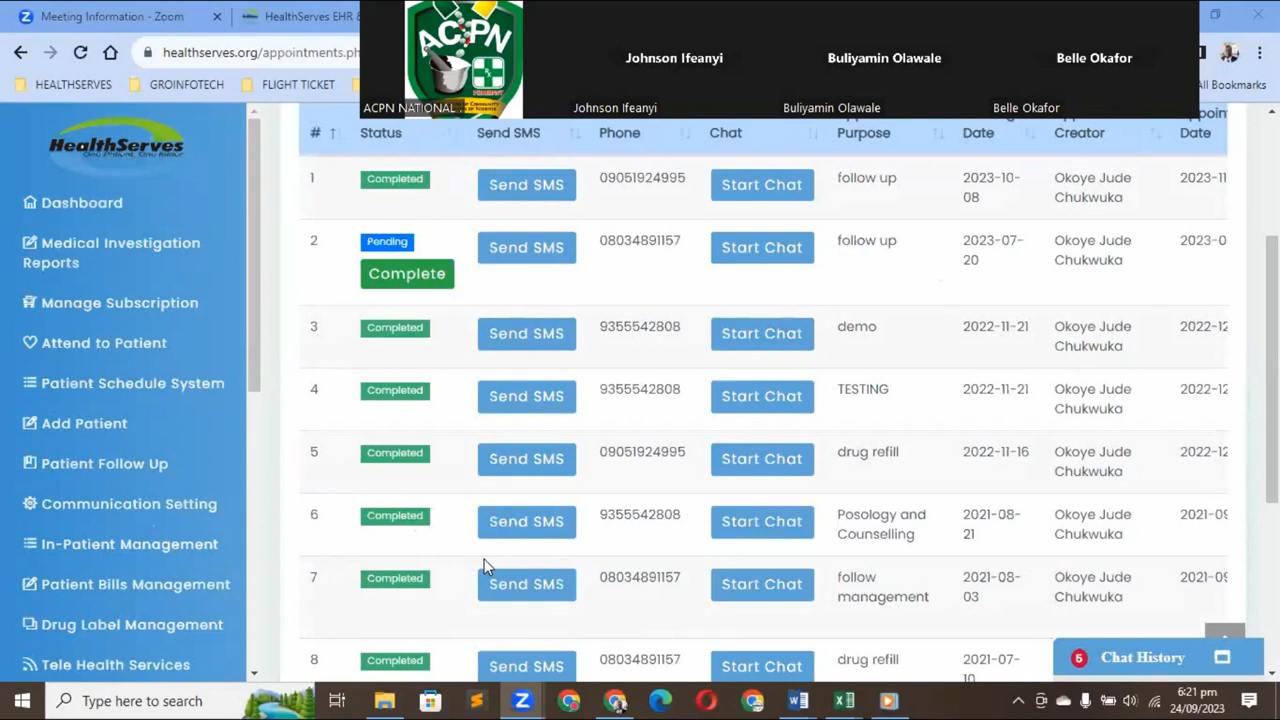 Meeting Information - Zoom
HealthServes EHR &
healthserves.org/appointments.ph
HEALTHSERVES
GROINFOTECH
FLIGHT TICKET
All Bookmarks
ACPN
Johnson Ifeanyi
Buliyamin Olawale
Belle Okafor
ACPN NATIONAL
Johnson Ifeanyi
Buliyamin Olawale
Belle Okafor
HealthServes
Dashboard
Medical Investigation
Reports
Manage Subscription
Attend to Patient
Patient Schedule System
Add Patient
Patient Follow Up
Communication Setting
In-Patient Management
Patient Bills Management
Drug Label Management
Tele Health Services
# Status Send SMS Phone Chat Purpose Date Creator Date
1 Completed Send SMS 09051924995 Start Chat follow up 2023-10- Okoye Jude 2023-11
08 Chukwuka
2 Pending Send SMS 08034891157 Start Chat follow up 2023-07- Okoye Jude 2023-0
20 Chukwuka
Complete
3 Completed Send SMS 9355542808 Start Chat demo 2022-11-21 Okoye Jude 2022-12
Chukwuka
4 Completed Send SMS 9355542808 Start Chat TESTING 2022-11-21 Okoye Jude 2022-12
Chukwuka
5 Completed Send SMS 09051924995 Start Chat drug refill 2022-11-16 Okoye Jude 2022-12
Chukwuka
6 Completed Send SMS 9355542808 Start Chat Posology and 2021-08- Okoye Jude 2021-09
Counselling 21 Chukwuka
7 Completed Send SMS 08034891157 Start Chat follow 2021-08- Okoye Jude 2021-09
management 03 Chukwuka
8 Completed Send SMS 08034891157 Start Chat drug refill 2021-07-
10
6 Chat History
Type here to search
6:21 pm
24/09/2023